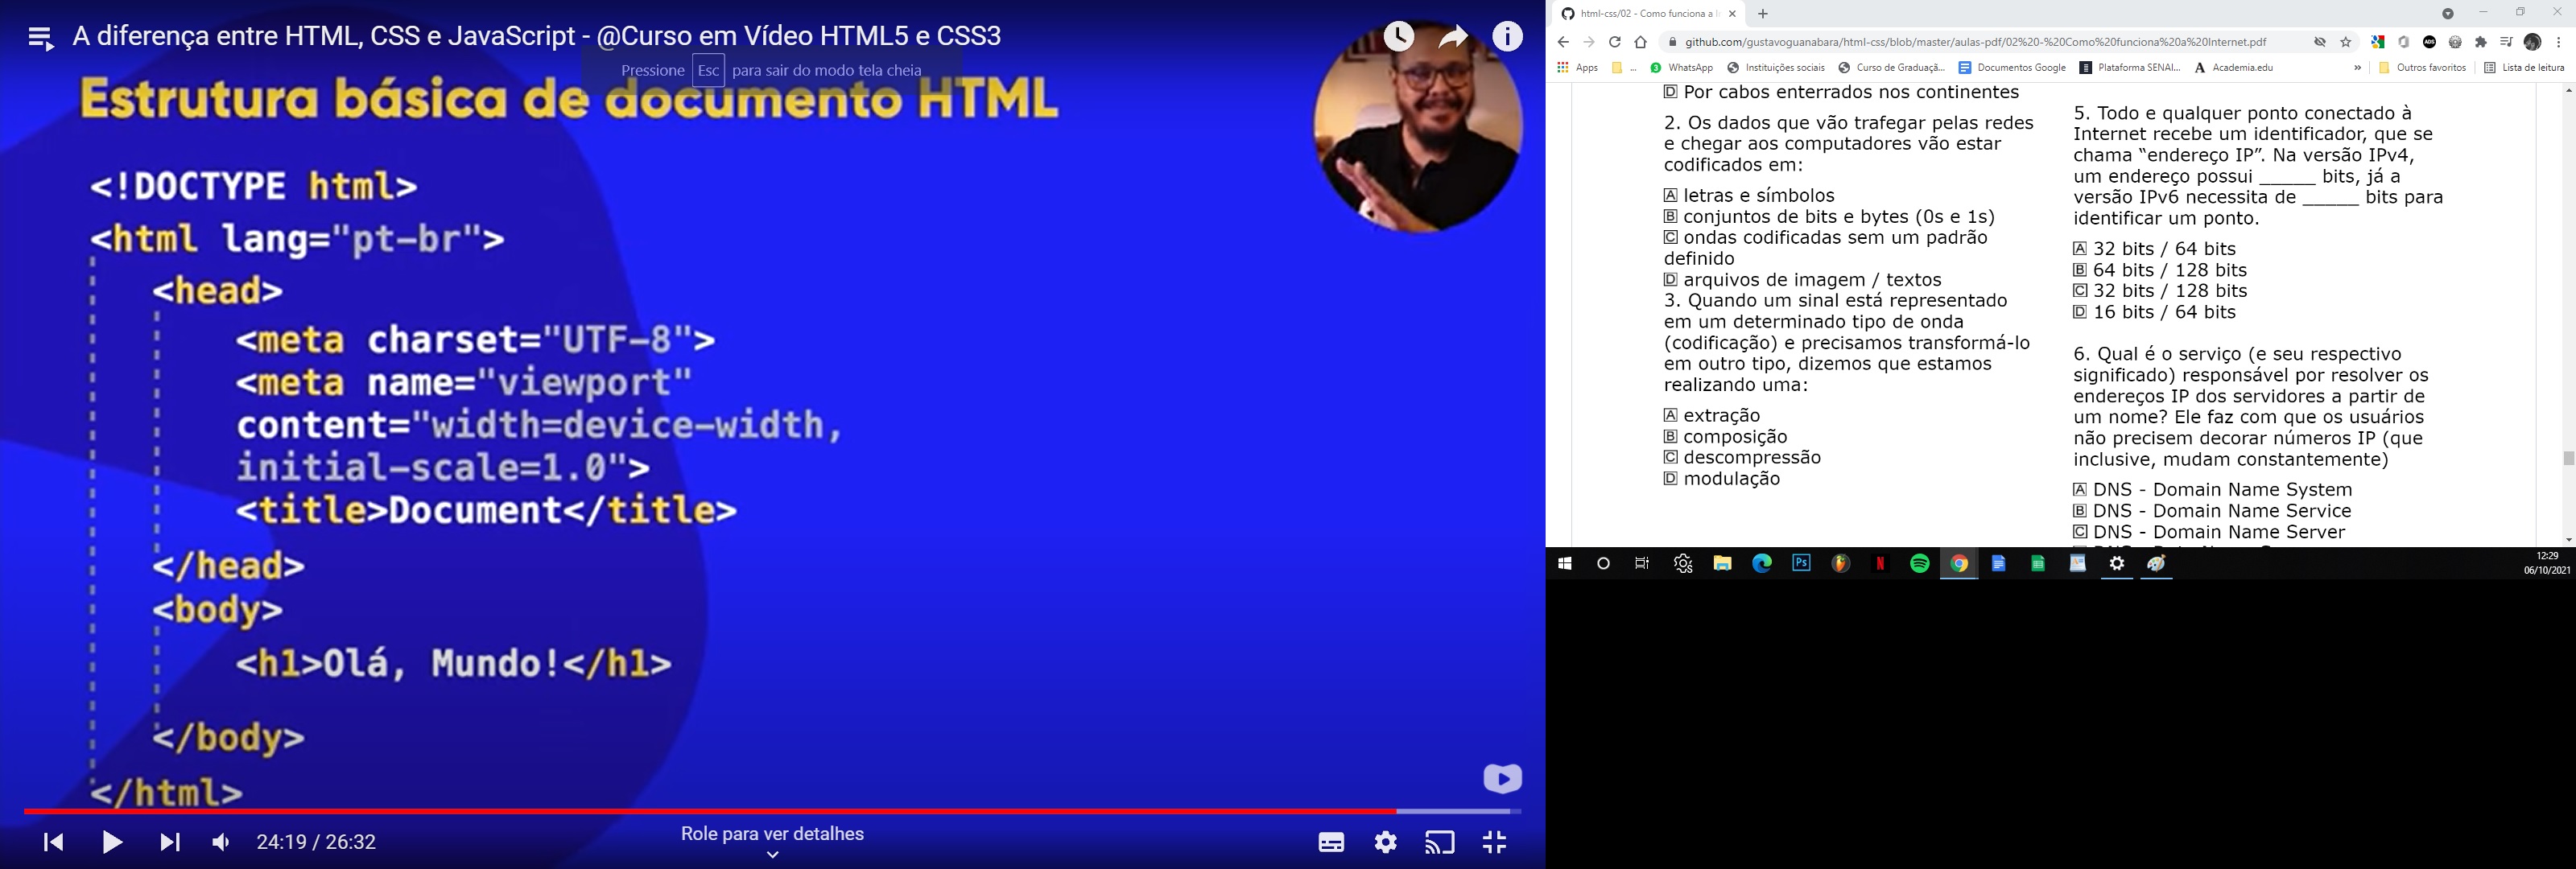 A diferença entre HTML, CSS e JavaScript - @Curso em Vídeo HTML5 e CSS3
Pressione Esc para sair do modo tela cheia
Estrutura básica de documento HTML
<!DOCTYPE html>
<html lang="pt-br">
<head>
<meta charset="UTF-8">
<meta name="viewport"
content="width=device-width,
initial-scale=1.0">
<title>Document</title>
</head>
<body>
<h1>Olá, Mundo!</h1>
</body>
</html>
24:19 / 26:32
Role para ver detalhes
html-css/02 - Como funciona a
github.com/gustavoguanabara/html-css/blob/master/aulas-pdf/02%20-%20Como%20funciona%20a%20Internet.pdf
Apps ... WhatsApp Instituições sociais Curso de Graduaçã... Documentos Google Plataforma SENAI... Academia.edu » Outros favoritos Lista de leitura
D Por cabos enterrados nos continentes
2. Os dados que vão trafegar pelas redes
e chegar aos computadores vão estar
codificados em:
A letras e símbolos
B conjuntos de bits e bytes (0s e 1s)
C ondas codificadas sem um padrão
definido
D arquivos de imagem / textos
3. Quando um sinal está representado
em um determinado tipo de onda
(codificação) e precisamos transformá-lo
em outro tipo, dizemos que estamos
realizando uma:
A extração
B composição
C descompressão
D modulação
5. Todo e qualquer ponto conectado à
Internet recebe um identificador, que se
chama “endereço IP”. Na versão IPv4,
um endereço possui _____ bits, já a
versão IPv6 necessita de _____ bits para
identificar um ponto.
A 32 bits / 64 bits
B 64 bits / 128 bits
C 32 bits / 128 bits
D 16 bits / 64 bits
6. Qual é o serviço (e seu respectivo
significado) responsável por resolver os
endereços IP dos servidores a partir de
um nome? Ele faz com que os usuários
não precisem decorar números IP (que
inclusive, mudam constantemente)
A DNS - Domain Name System
B DNS - Domain Name Service
C DNS - Domain Name Server
Ps
N
12:29
06/10/2021